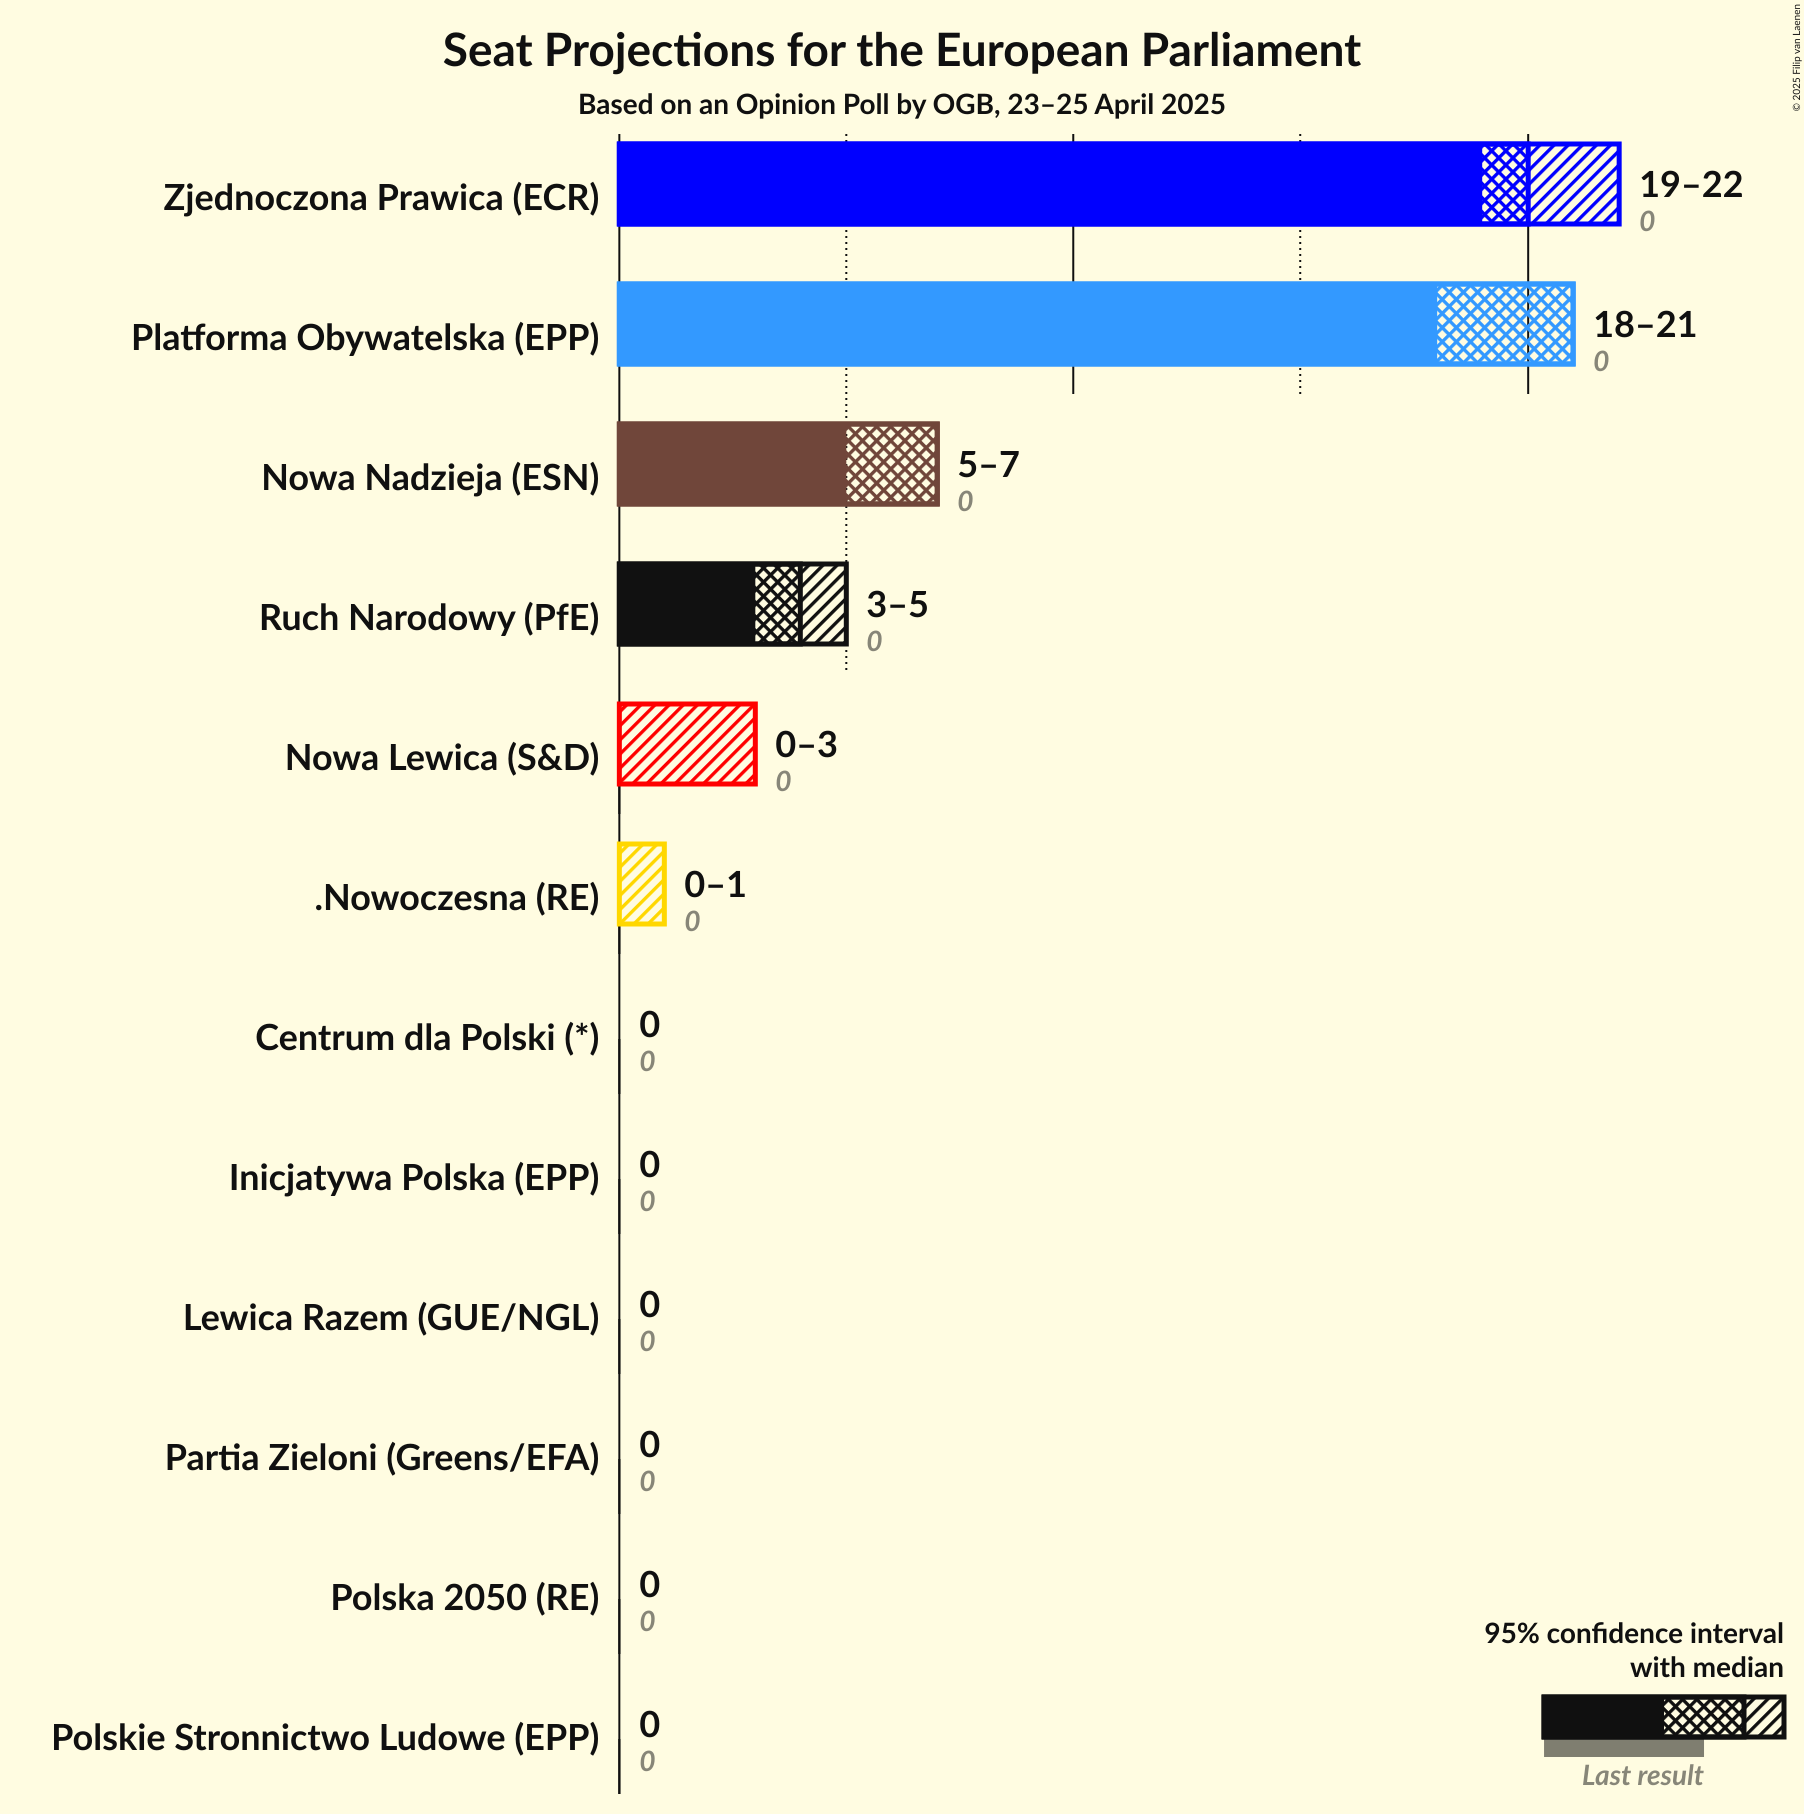 Seat Projections for the European Parliament
Based on an Opinion Poll by OGB, 23–25 April 2025
© 2025 Filip van Laenen
Zjednoczona Prawica (ECR)
19–22
0
Platforma Obywatelska (EPP)
18–21
0
Nowa Nadzieja (ESN)
5–7
0
Ruch Narodowy (PfE)
3–5
0
Nowa Lewica (S&D)
0–3
0
.Nowoczesna (RE)
0–1
0
Centrum dla Polski (*)
0
0
Inicjatywa Polska (EPP)
0
0
Lewica Razem (GUE/NGL)
0
0
Partia Zieloni (Greens/EFA)
0
0
Polska 2050 (RE)
0
0
Polskie Stronnictwo Ludowe (EPP)
0
0
95% confidence interval
with median
Last result